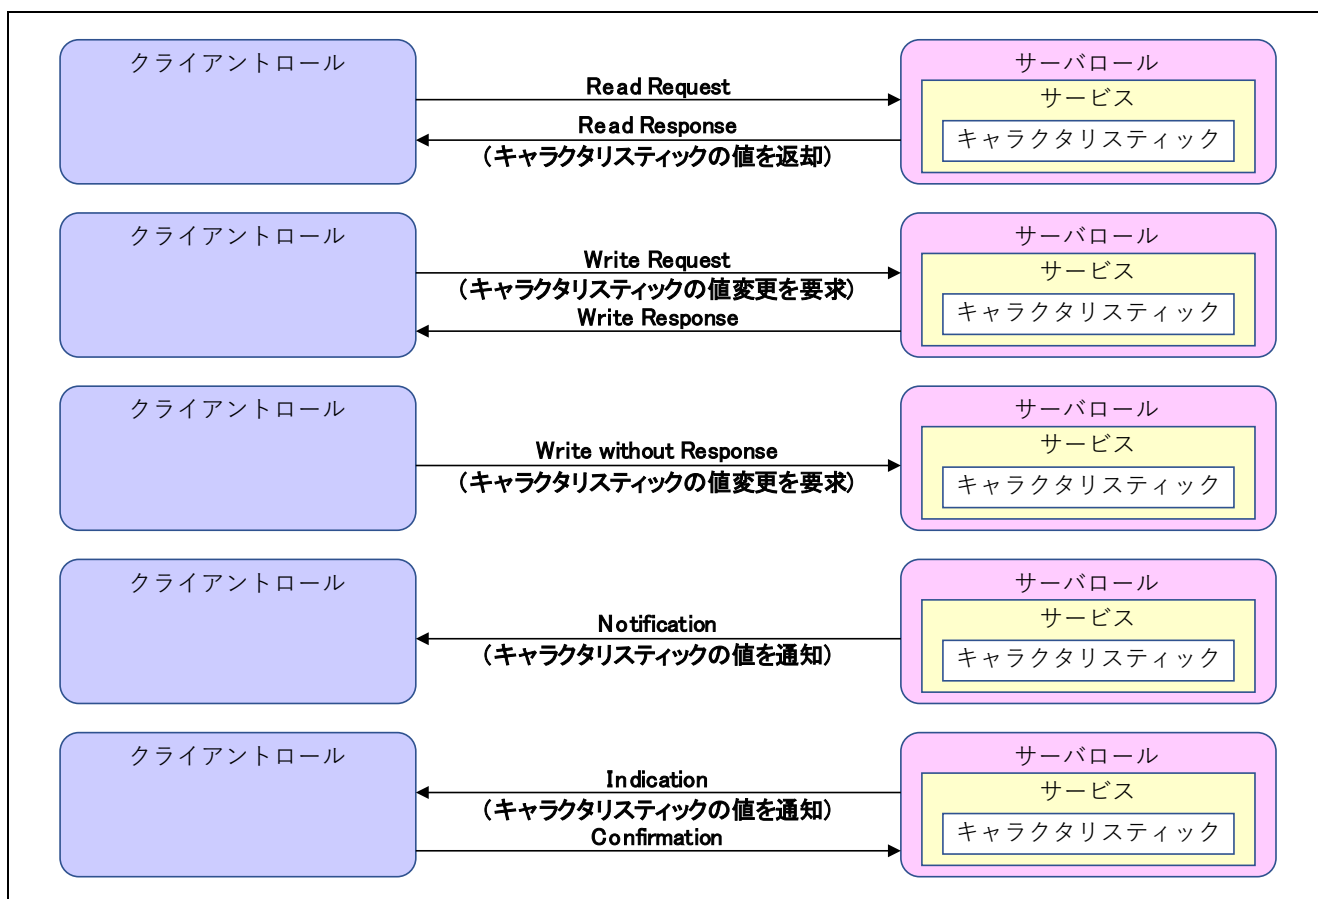 クライアントロール
Read Request
Read Response
(キャラクタリスティックの値を返却)
サーバロール
サービス
キャラクタリスティック
クライアントロール
Write Request
(キャラクタリスティックの値変更を要求)
Write Response
サーバロール
サービス
キャラクタリスティック
クライアントロール
Write without Response
(キャラクタリスティックの値変更を要求)
サーバロール
サービス
キャラクタリスティック
クライアントロール
Notification
(キャラクタリスティックの値を通知)
サーバロール
サービス
キャラクタリスティック
クライアントロール
Indication
(キャラクタリスティックの値を通知)
Confirmation
サーバロール
サービス
キャラクタリスティック